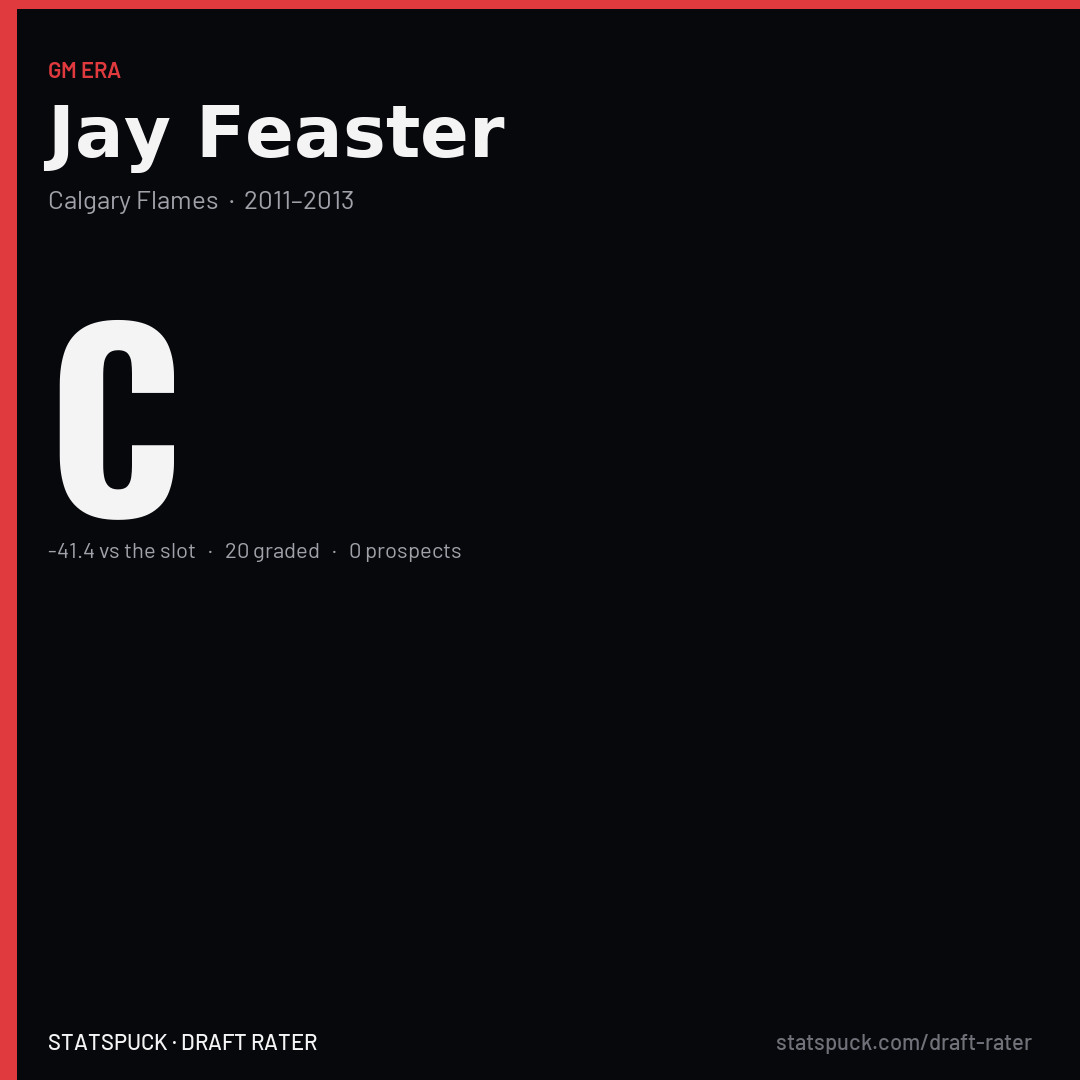 GM ERA
Jay Feaster
Calgary Flames · 2011–2013
C
-41.4 vs the slot · 20 graded · 0 prospects
STATSPUCK · DRAFT RATER
statspuck.com/draft-rater